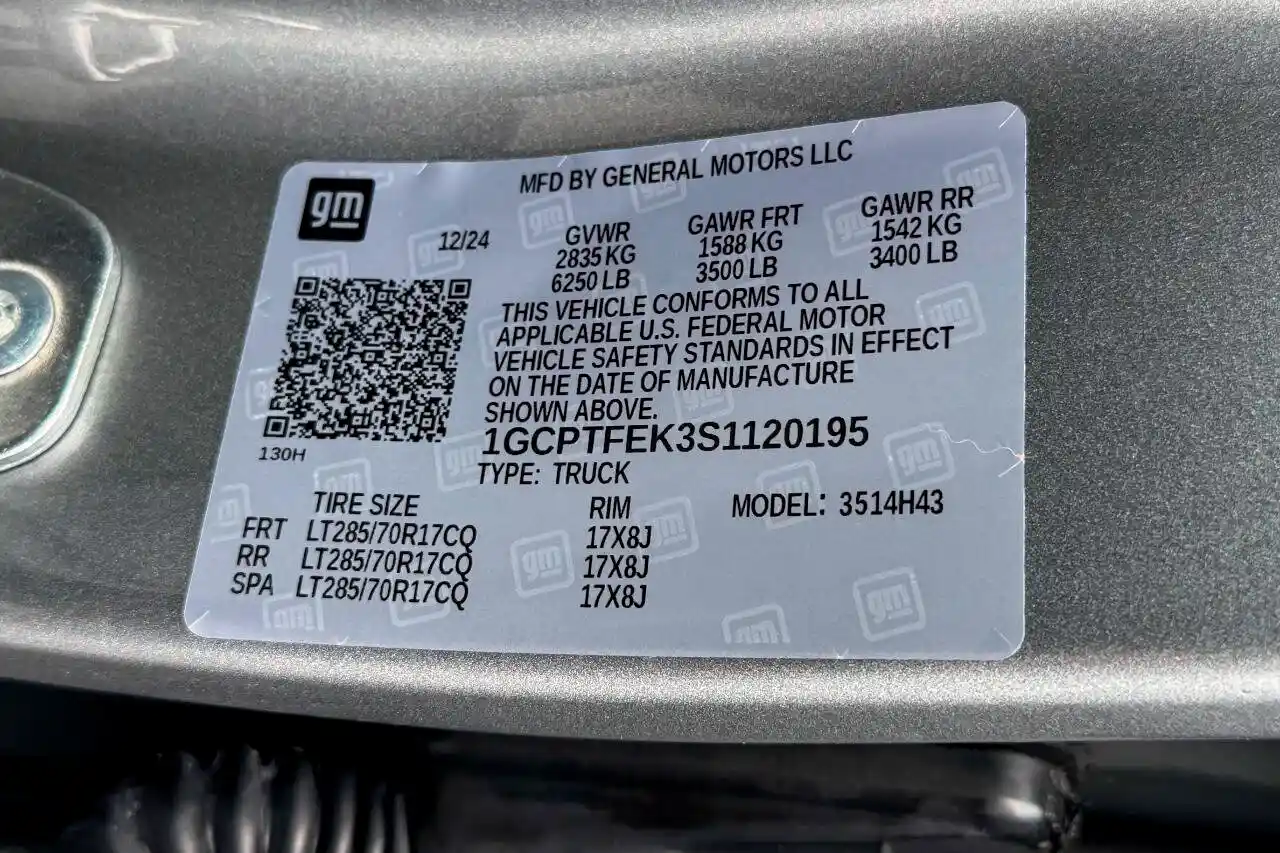 MFD BY GENERAL MOTORS LLC
gm
12/24 GVWR GAWR FRT GAWR RR
2835 KG 1588 KG 1542 KG
6250 LB 3500 LB 3400 LB
THIS VEHICLE CONFORMS TO ALL
APPLICABLE U.S. FEDERAL MOTOR
VEHICLE SAFETY STANDARDS IN EFFECT
ON THE DATE OF MANUFACTURE
SHOWN ABOVE.
130H
1GCPTFEK3S1120195
TYPE: TRUCK
TIRE SIZE RIM MODEL: 3514H43
FRT LT285/70R17CQ 17X8J
RR LT285/70R17CQ 17X8J
SPA LT285/70R17CQ 17X8J